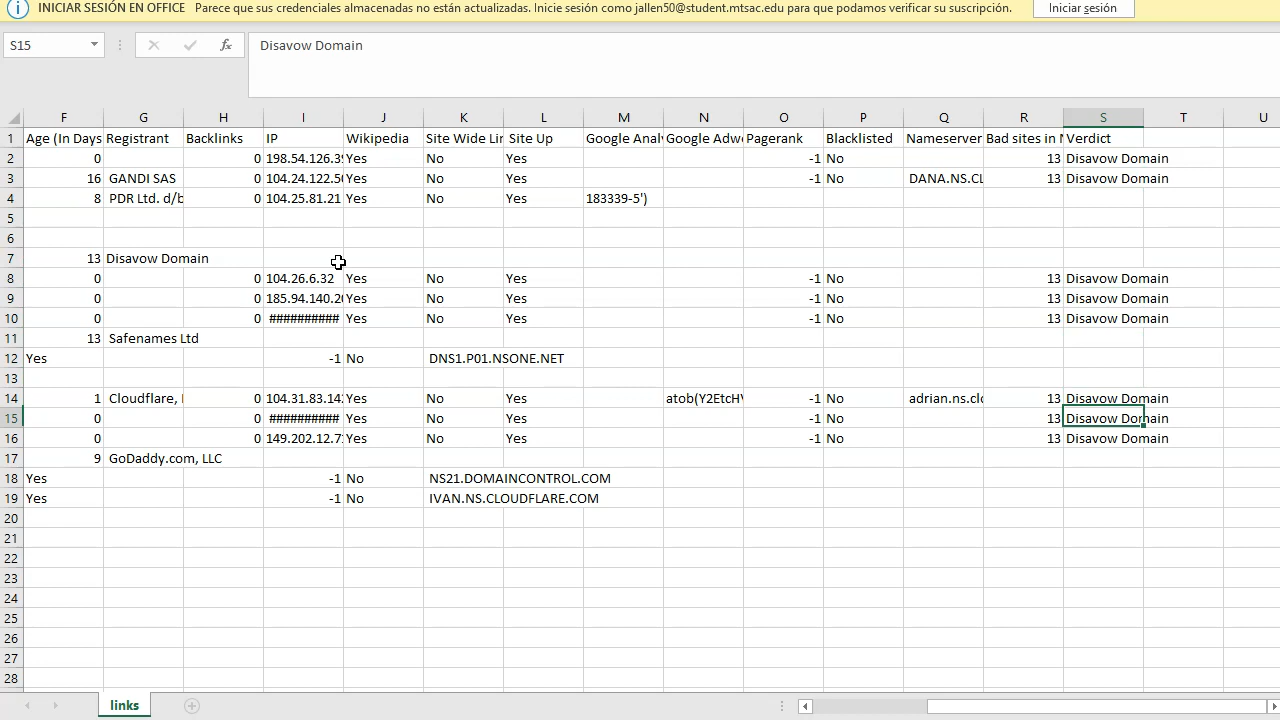 INICIAR SESIÓN EN OFFICE Parece que sus credenciales almacenadas no están actualizadas. Inicie sesión como jallen50@student.mtsac.edu para que podamos verificar su suscripción. Iniciar sesión
S15 fx Disavow Domain
F G H I J K L M N O P Q R S T U
1 Age (In Days Registrant Backlinks IP Wikipedia Site Wide Lin Site Up Google Anal Google Adw Pagerank Blacklisted Nameserver Bad sites in N Verdict
2 0 0 198.54.126.39 Yes No Yes -1 No 13 Disavow Domain
3 16 GANDI SAS 0 104.24.122.50 Yes No Yes -1 No DANA.NS.CL 13 Disavow Domain
4 8 PDR Ltd. d/b 0 104.25.81.21 Yes No Yes 183339-5')
5
6
7 13 Disavow Domain
8 0 0 104.26.6.32 Yes No Yes -1 No 13 Disavow Domain
9 0 0 185.94.140.20 Yes No Yes -1 No 13 Disavow Domain
10 0 0 ########## Yes No Yes -1 No 13 Disavow Domain
11 13 Safenames Ltd
12 Yes -1 No DNS1.P01.NSONE.NET
13
14 1 Cloudflare, 0 104.31.83.142 Yes No Yes atob(Y2EtcHV -1 No adrian.ns.clo 13 Disavow Domain
15 0 0 ########## Yes No Yes -1 No 13 Disavow Domain
16 0 0 149.202.12.71 Yes No Yes -1 No 13 Disavow Domain
17 9 GoDaddy.com, LLC
18 Yes -1 No NS21.DOMAINCONTROL.COM
19 Yes -1 No IVAN.NS.CLOUDFLARE.COM
20
21
22
23
24
25
26
27
28
links